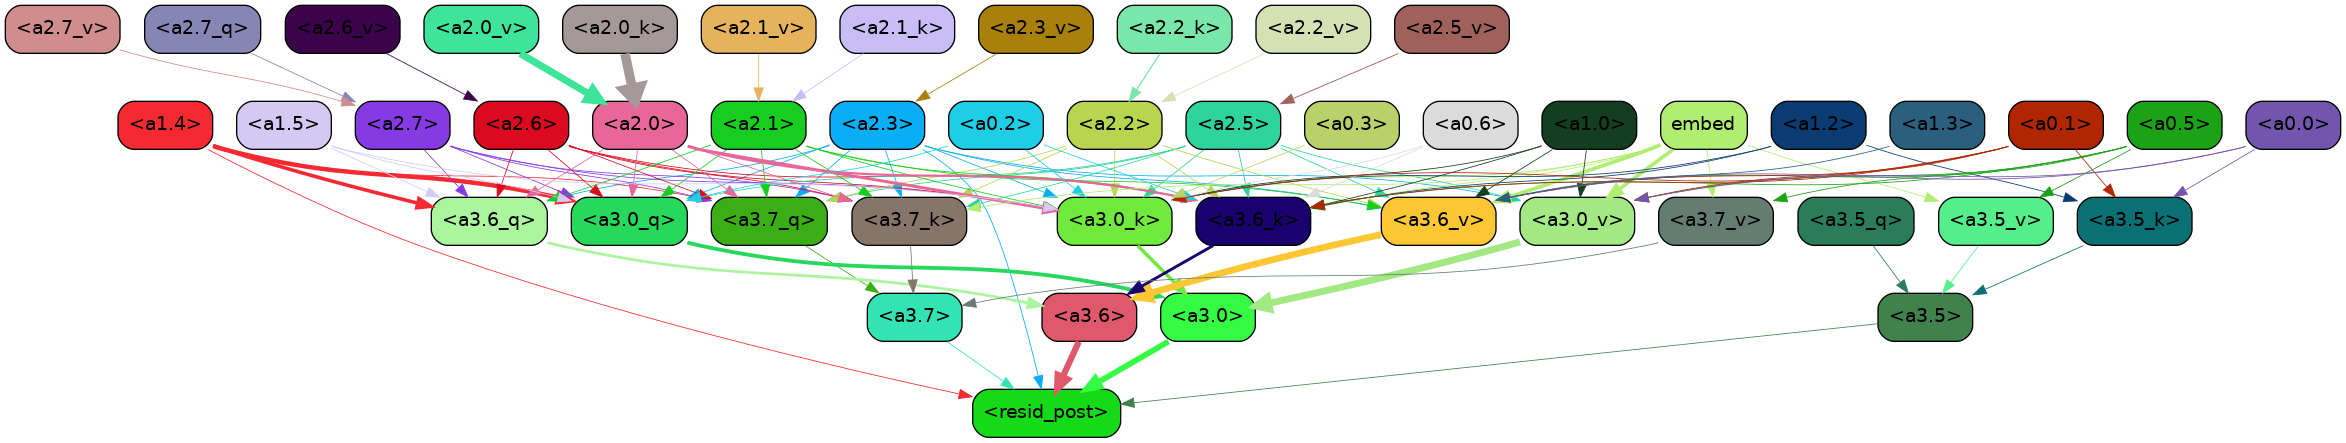 <a2.7_v> <a2.7_q> <a2.6_v> <a2.0_v> <a2.0_k> <a2.1_v> <a2.1_k> <a2.3_v> <a2.2_k> <a2.2_v> <a2.5_v>
<a1.4> <a1.5> <a2.7> <a2.6> <a2.0> <a2.1> <a2.3> <a0.2> <a2.2> <a2.5> <a0.3> <a0.6> <a1.0> embed <a1.2> <a1.3> <a0.1> <a0.5> <a0.0>
<a3.6_q> <a3.0_q> <a3.7_q> <a3.7_k> <a3.0_k> <a3.6_k> <a3.6_v> <a3.0_v> <a3.7_v> <a3.5_q> <a3.5_v> <a3.5_k>
<a3.7> <a3.6> <a3.0> <a3.5>
<resid_post>